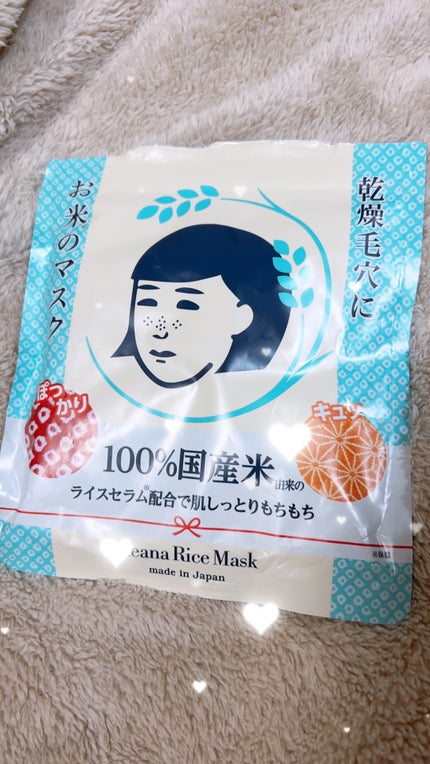 乾燥毛穴に
お米のマスク
ぽっかり
キュッ
100%国産米
由来の
ライスセラム®配合で肌しっとりもちもち
eana Rice Mask
made in Japan